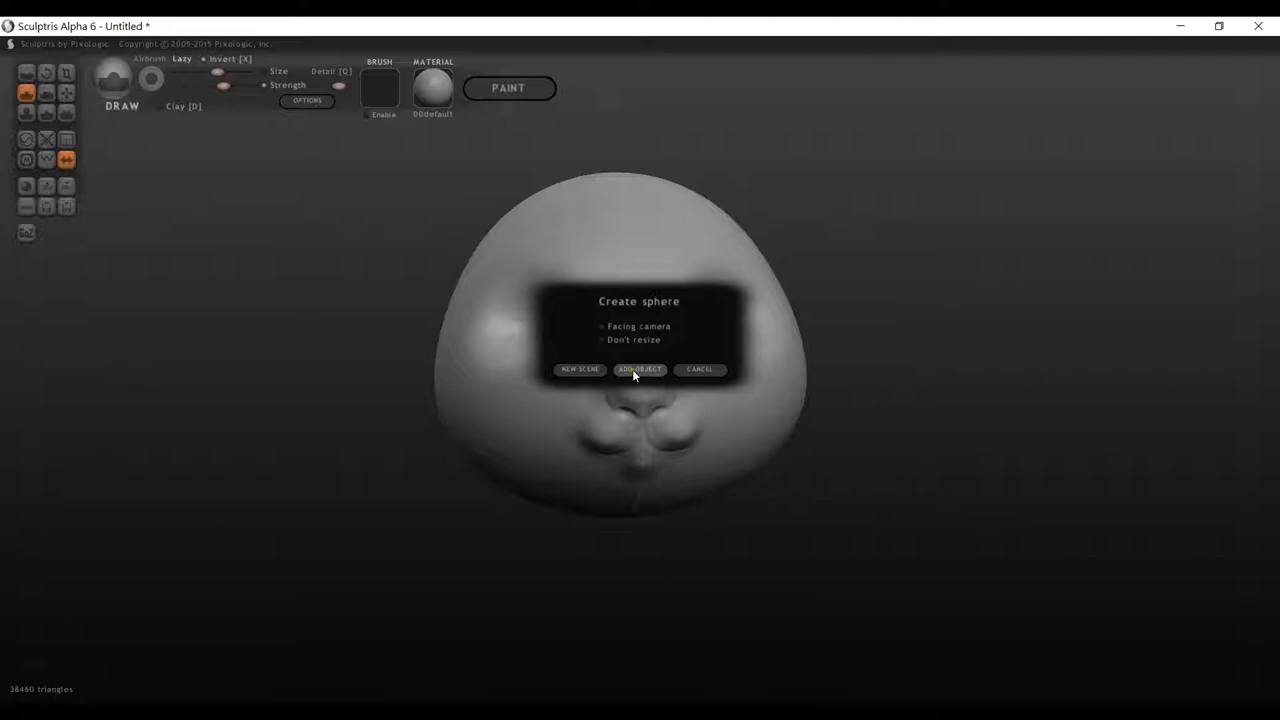 Sculptris Alpha 6 - Untitled *
Sculptris by Pixologic Copyright © 2009-2015 Pixologic, Inc.
Airbrush Lazy Invert [X]
Size Detail [Q]
Strength
OPTIONS
DRAW Clay [D]
BRUSH
Enable
MATERIAL
00default
PAINT
GoZ
Create sphere
Facing camera
Don't resize
NEW SCENE ADD OBJECT CANCEL
38460 triangles